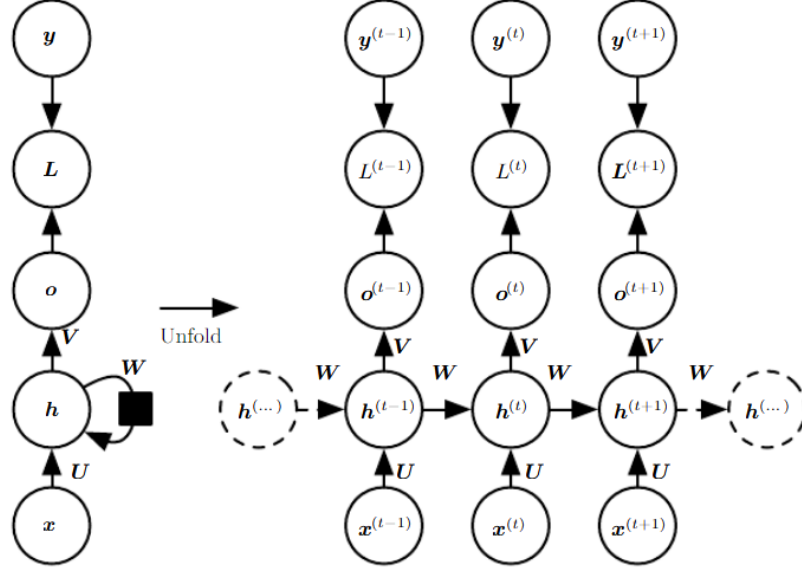 y y^(t−1) y^(t) y^(t+1)
L L^(t−1) L^(t) L^(t+1)
o o^(t−1) o^(t) o^(t+1)
Unfold
V V V V
W W W W W
h h^(...) h^(t−1) h^(t) h^(t+1) h^(...)
U U U U
x x^(t−1) x^(t) x^(t+1)